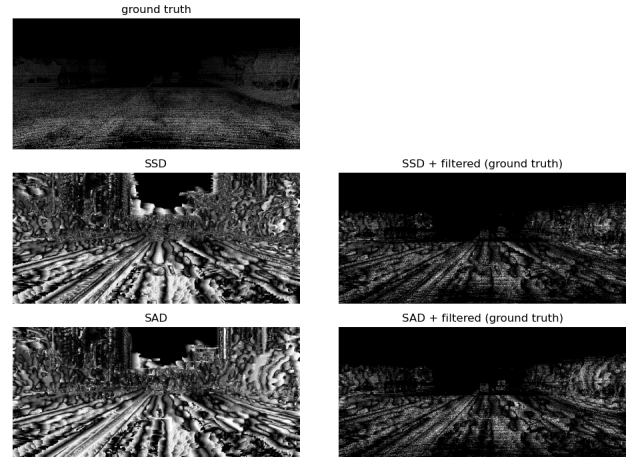 ground truth
SSD
SSD + filtered (ground truth)
SAD
SAD + filtered (ground truth)